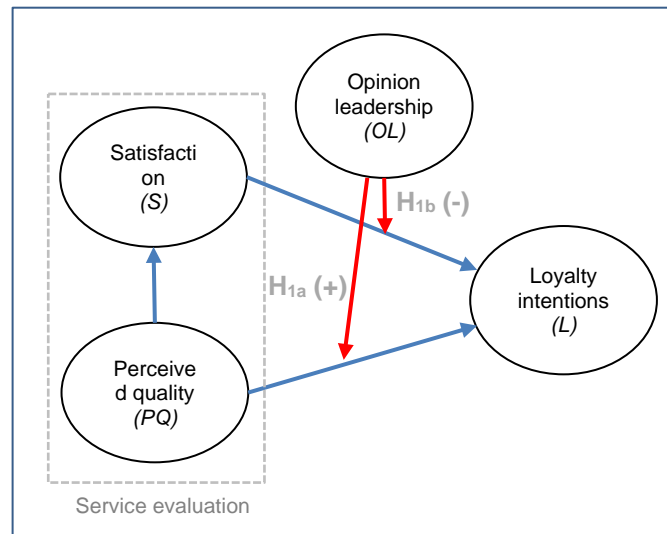 Opinion
leadership
(OL)
Satisfacti
on
(S)
H1b (-)
H1a (+)
Loyalty
intentions
(L)
Perceive
d quality
(PQ)
Service evaluation